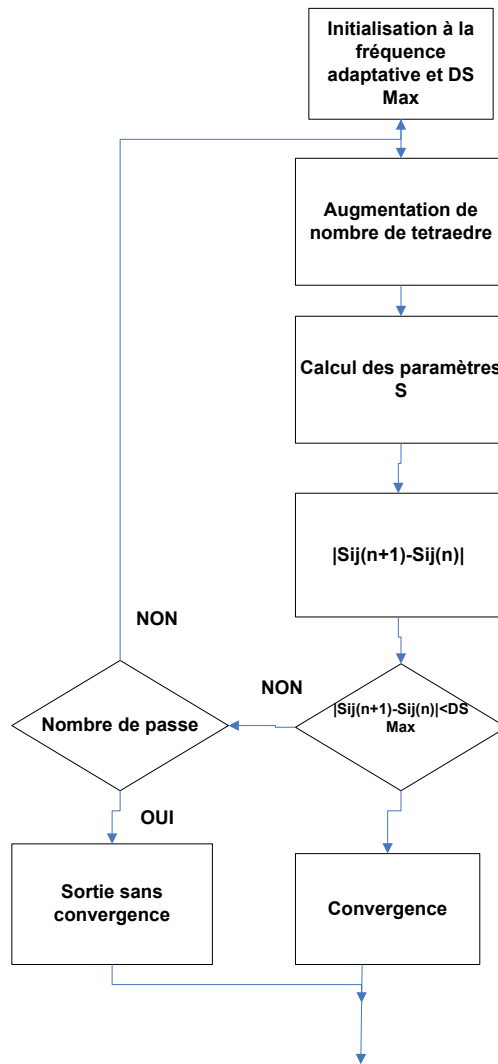 Initialisation à la
fréquence
adaptative et DS
Max
Augmentation de
nombre de tetraedre
Calcul des paramètres
S
|Sij(n+1)-Sij(n)|
NON
NON
|Sij(n+1)-Sij(n)|<DS
Max
Nombre de passe
OUI
Sortie sans
convergence
Convergence